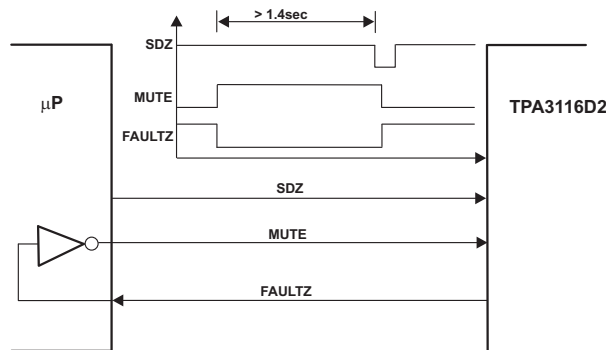 > 1.4sec
SDZ
MUTE
FAULTZ
μP
TPA3116D2
SDZ
MUTE
FAULTZ